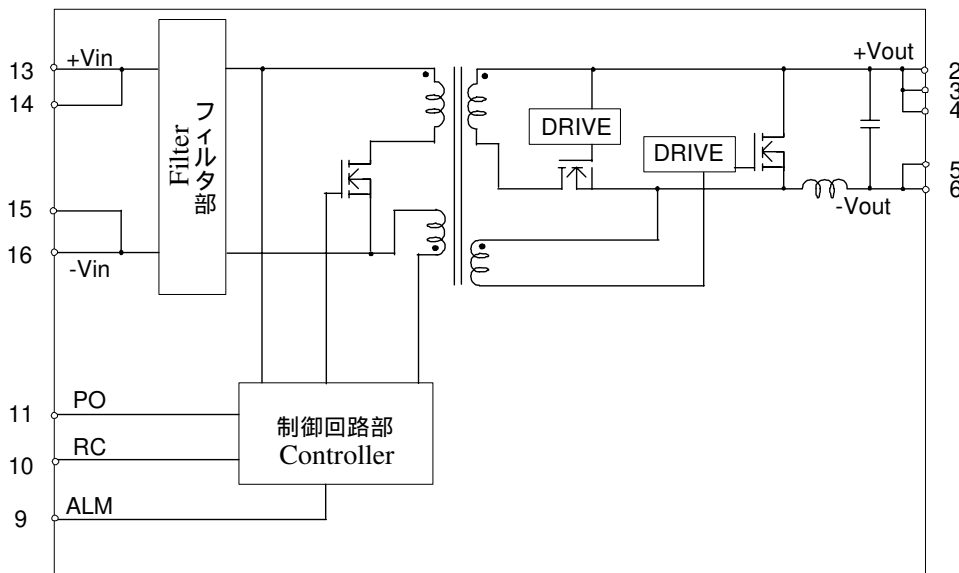 13
+Vin
14
15
16
-Vin
フィルタ部
Filter
DRIVE
DRIVE
+Vout
2
3
4
5
6
-Vout
11
PO
10
RC
9
ALM
制御回路部
Controller